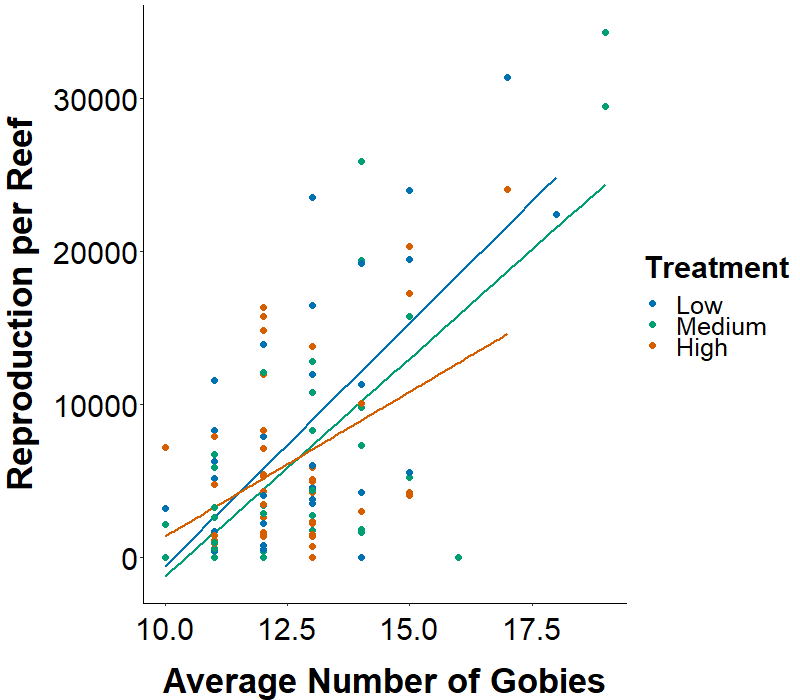 Reproduction per Reef
30000
20000
10000
0
10.0 12.5 15.0 17.5
Average Number of Gobies
Treatment
Low
Medium
High